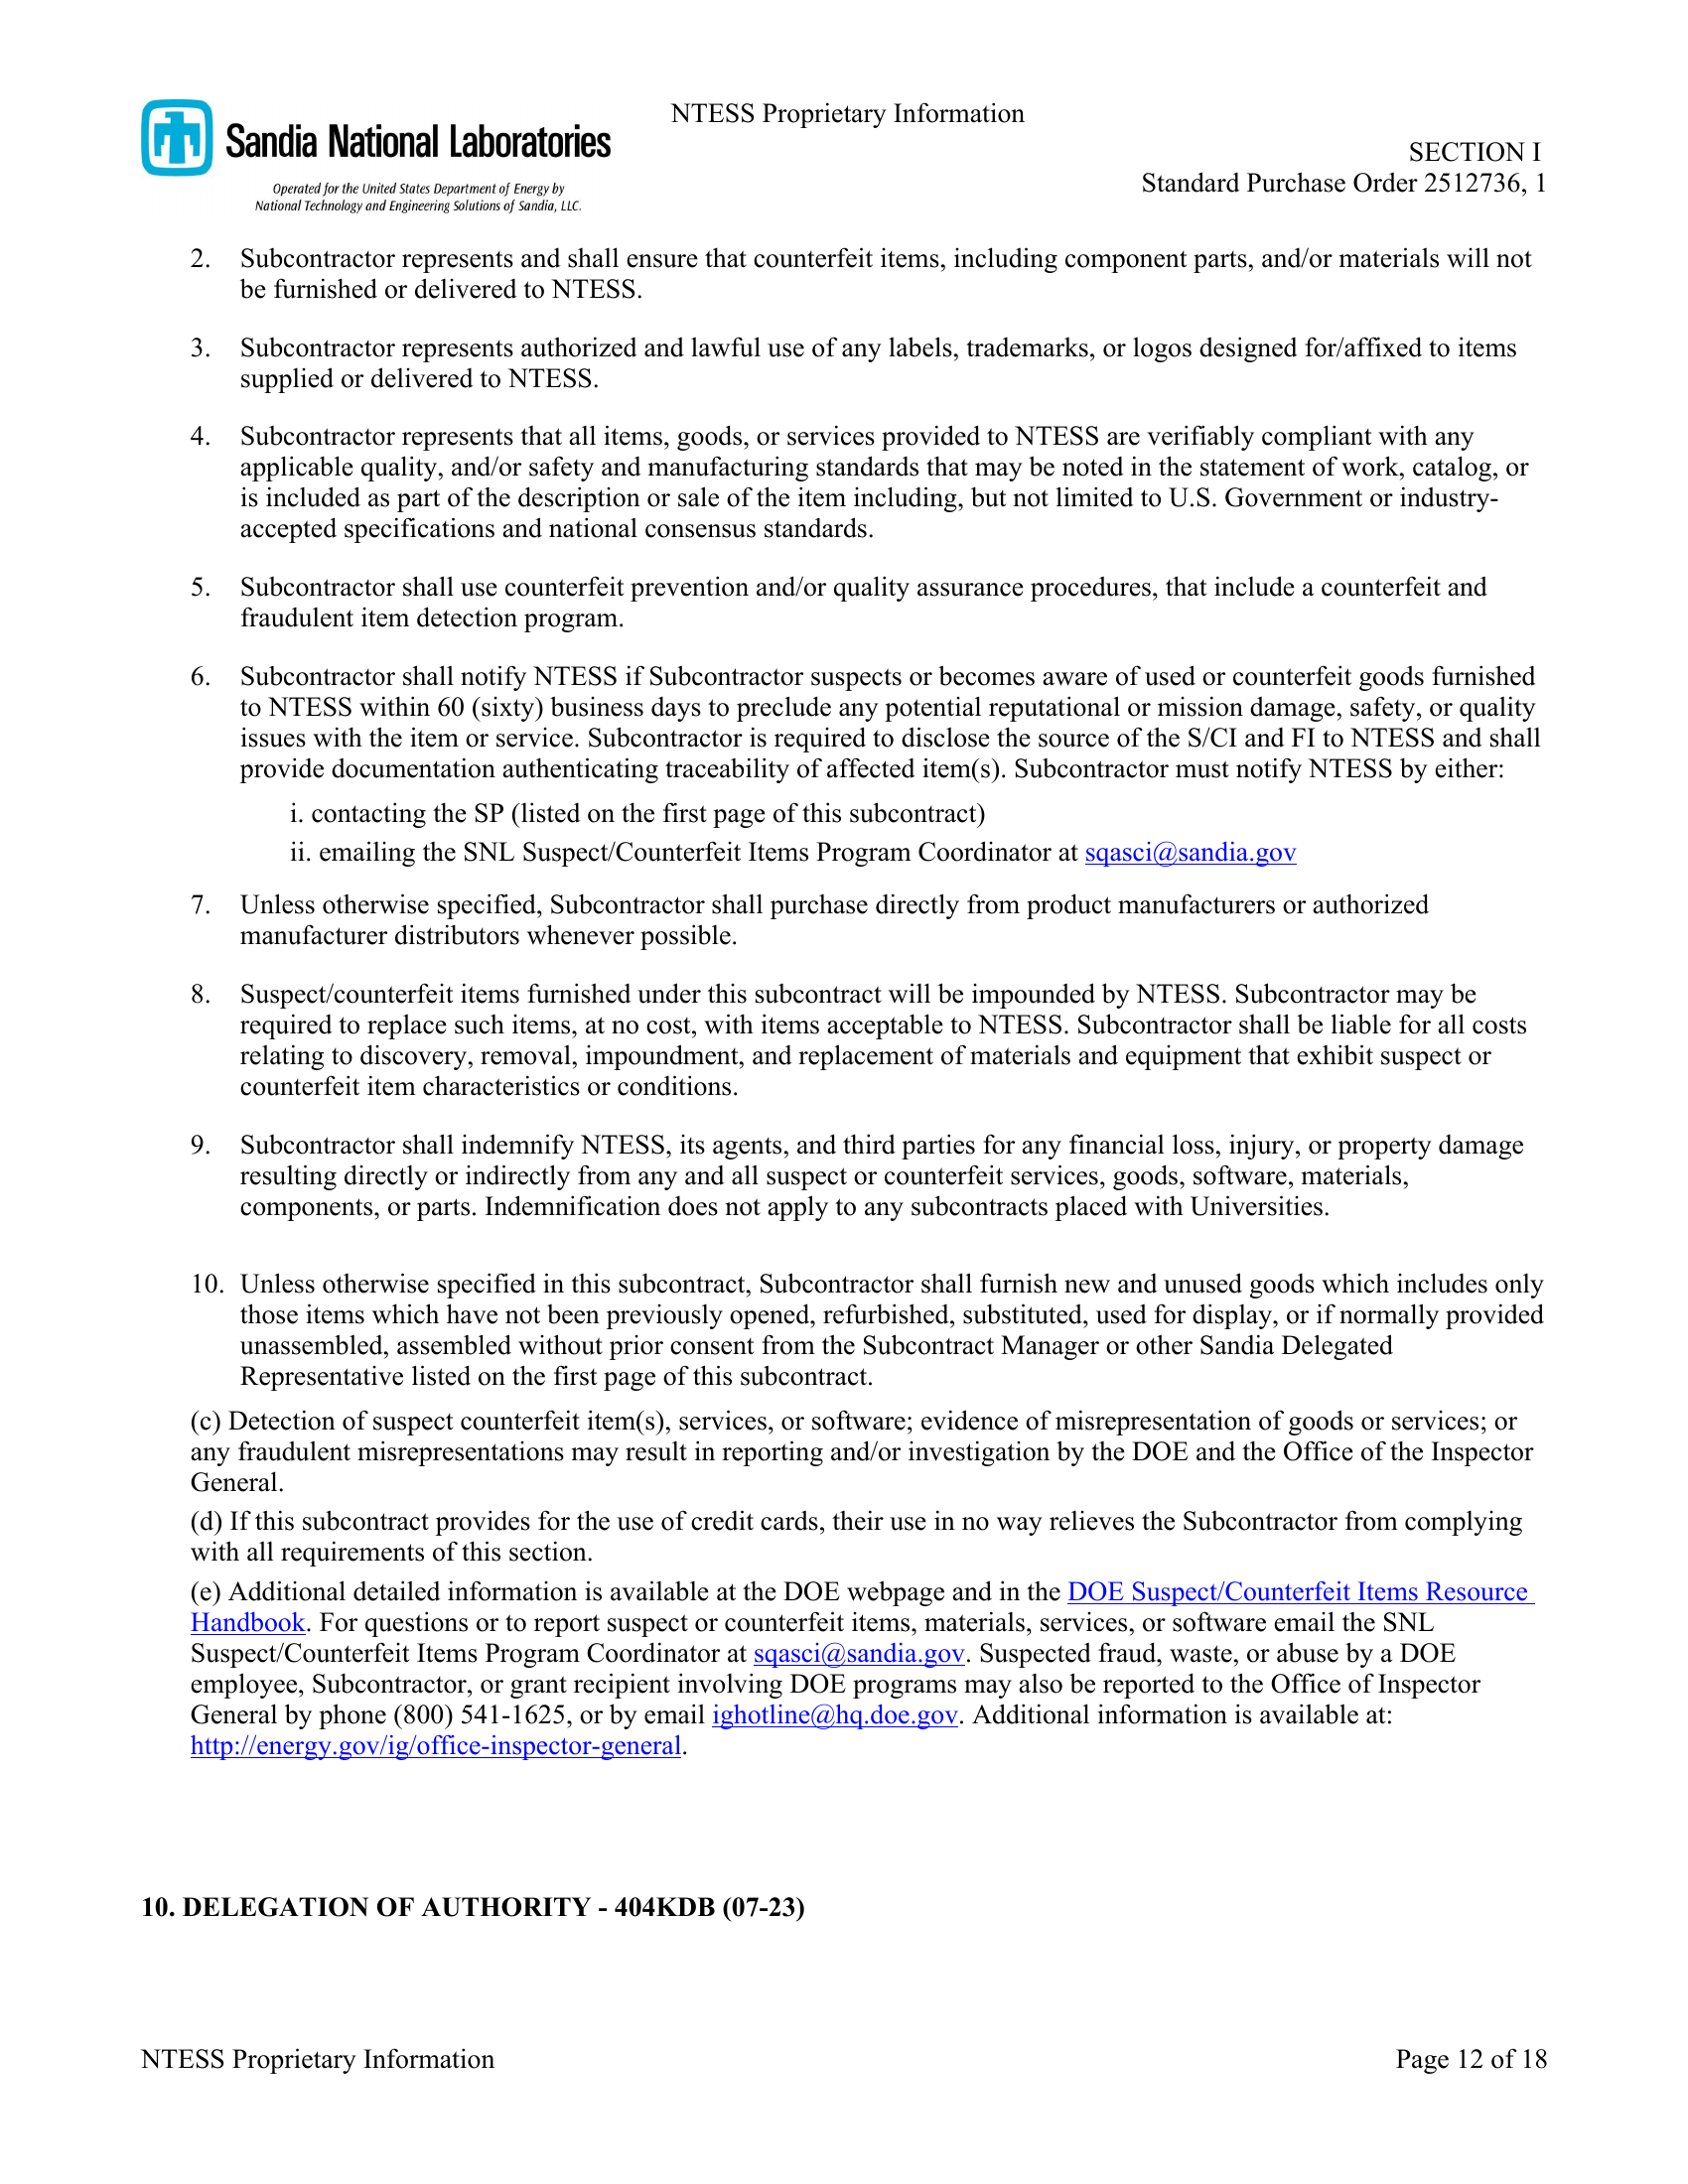 NTESS Proprietary Information
Sandia National Laboratories
Operated for the United States Department of Energy by
National Technology and Engineering Solutions of Sandia, LLC.
SECTION I
Standard Purchase Order 2512736, 1
2. Subcontractor represents and shall ensure that counterfeit items, including component parts, and/or materials will not
be furnished or delivered to NTESS.
3. Subcontractor represents authorized and lawful use of any labels, trademarks, or logos designed for/affixed to items
supplied or delivered to NTESS.
4. Subcontractor represents that all items, goods, or services provided to NTESS are verifiably compliant with any
applicable quality, and/or safety and manufacturing standards that may be noted in the statement of work, catalog, or
is included as part of the description or sale of the item including, but not limited to U.S. Government or industry-
accepted specifications and national consensus standards.
5. Subcontractor shall use counterfeit prevention and/or quality assurance procedures, that include a counterfeit and
fraudulent item detection program.
6. Subcontractor shall notify NTESS if Subcontractor suspects or becomes aware of used or counterfeit goods furnished
to NTESS within 60 (sixty) business days to preclude any potential reputational or mission damage, safety, or quality
issues with the item or service. Subcontractor is required to disclose the source of the S/CI and FI to NTESS and shall
provide documentation authenticating traceability of affected item(s). Subcontractor must notify NTESS by either:
i. contacting the SP (listed on the first page of this subcontract)
ii. emailing the SNL Suspect/Counterfeit Items Program Coordinator at sqasci@sandia.gov
7. Unless otherwise specified, Subcontractor shall purchase directly from product manufacturers or authorized
manufacturer distributors whenever possible.
8. Suspect/counterfeit items furnished under this subcontract will be impounded by NTESS. Subcontractor may be
required to replace such items, at no cost, with items acceptable to NTESS. Subcontractor shall be liable for all costs
relating to discovery, removal, impoundment, and replacement of materials and equipment that exhibit suspect or
counterfeit item characteristics or conditions.
9. Subcontractor shall indemnify NTESS, its agents, and third parties for any financial loss, injury, or property damage
resulting directly or indirectly from any and all suspect or counterfeit services, goods, software, materials,
components, or parts. Indemnification does not apply to any subcontracts placed with Universities.
10. Unless otherwise specified in this subcontract, Subcontractor shall furnish new and unused goods which includes only
those items which have not been previously opened, refurbished, substituted, used for display, or if normally provided
unassembled, assembled without prior consent from the Subcontract Manager or other Sandia Delegated
Representative listed on the first page of this subcontract.
(c) Detection of suspect counterfeit item(s), services, or software; evidence of misrepresentation of goods or services; or
any fraudulent misrepresentations may result in reporting and/or investigation by the DOE and the Office of the Inspector
General.
(d) If this subcontract provides for the use of credit cards, their use in no way relieves the Subcontractor from complying
with all requirements of this section.
(e) Additional detailed information is available at the DOE webpage and in the DOE Suspect/Counterfeit Items Resource
Handbook. For questions or to report suspect or counterfeit items, materials, services, or software email the SNL
Suspect/Counterfeit Items Program Coordinator at sqasci@sandia.gov. Suspected fraud, waste, or abuse by a DOE
employee, Subcontractor, or grant recipient involving DOE programs may also be reported to the Office of Inspector
General by phone (800) 541-1625, or by email ighotline@hq.doe.gov. Additional information is available at:
http://energy.gov/ig/office-inspector-general.
10. DELEGATION OF AUTHORITY - 404KDB (07-23)
NTESS Proprietary Information
Page 12 of 18